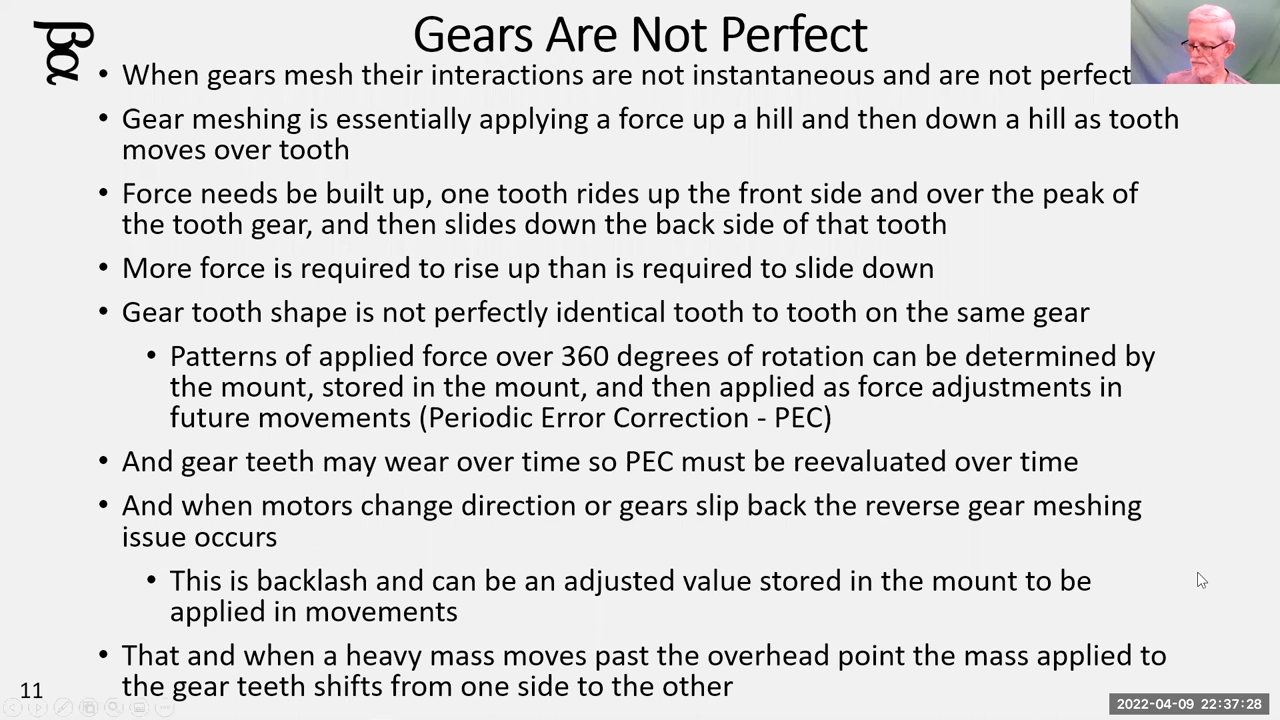 Gears Are Not Perfect
βα
• When gears mesh their interactions are not instantaneous and are not perfect
• Gear meshing is essentially applying a force up a hill and then down a hill as tooth
moves over tooth
• Force needs be built up, one tooth rides up the front side and over the peak of
the tooth gear, and then slides down the back side of that tooth
• More force is required to rise up than is required to slide down
• Gear tooth shape is not perfectly identical tooth to tooth on the same gear
• Patterns of applied force over 360 degrees of rotation can be determined by
the mount, stored in the mount, and then applied as force adjustments in
future movements (Periodic Error Correction - PEC)
• And gear teeth may wear over time so PEC must be reevaluated over time
• And when motors change direction or gears slip back the reverse gear meshing
issue occurs
• This is backlash and can be an adjusted value stored in the mount to be
applied in movements
• That and when a heavy mass moves past the overhead point the mass applied to
the gear teeth shifts from one side to the other
11
2022-04-09 22:37:28